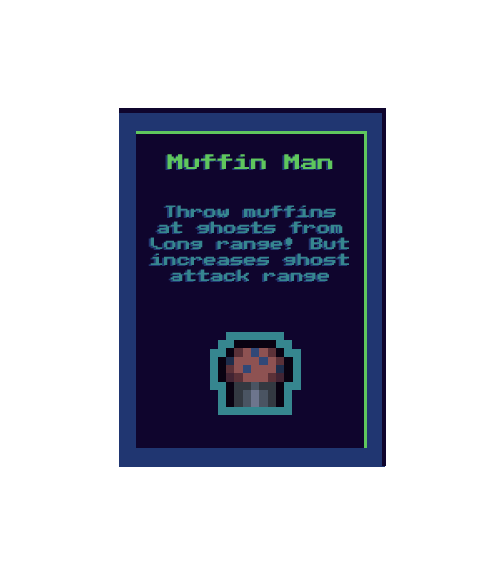 Muffin Man
Throw muffins
at ghosts from
long range! But
increases ghost
attack range